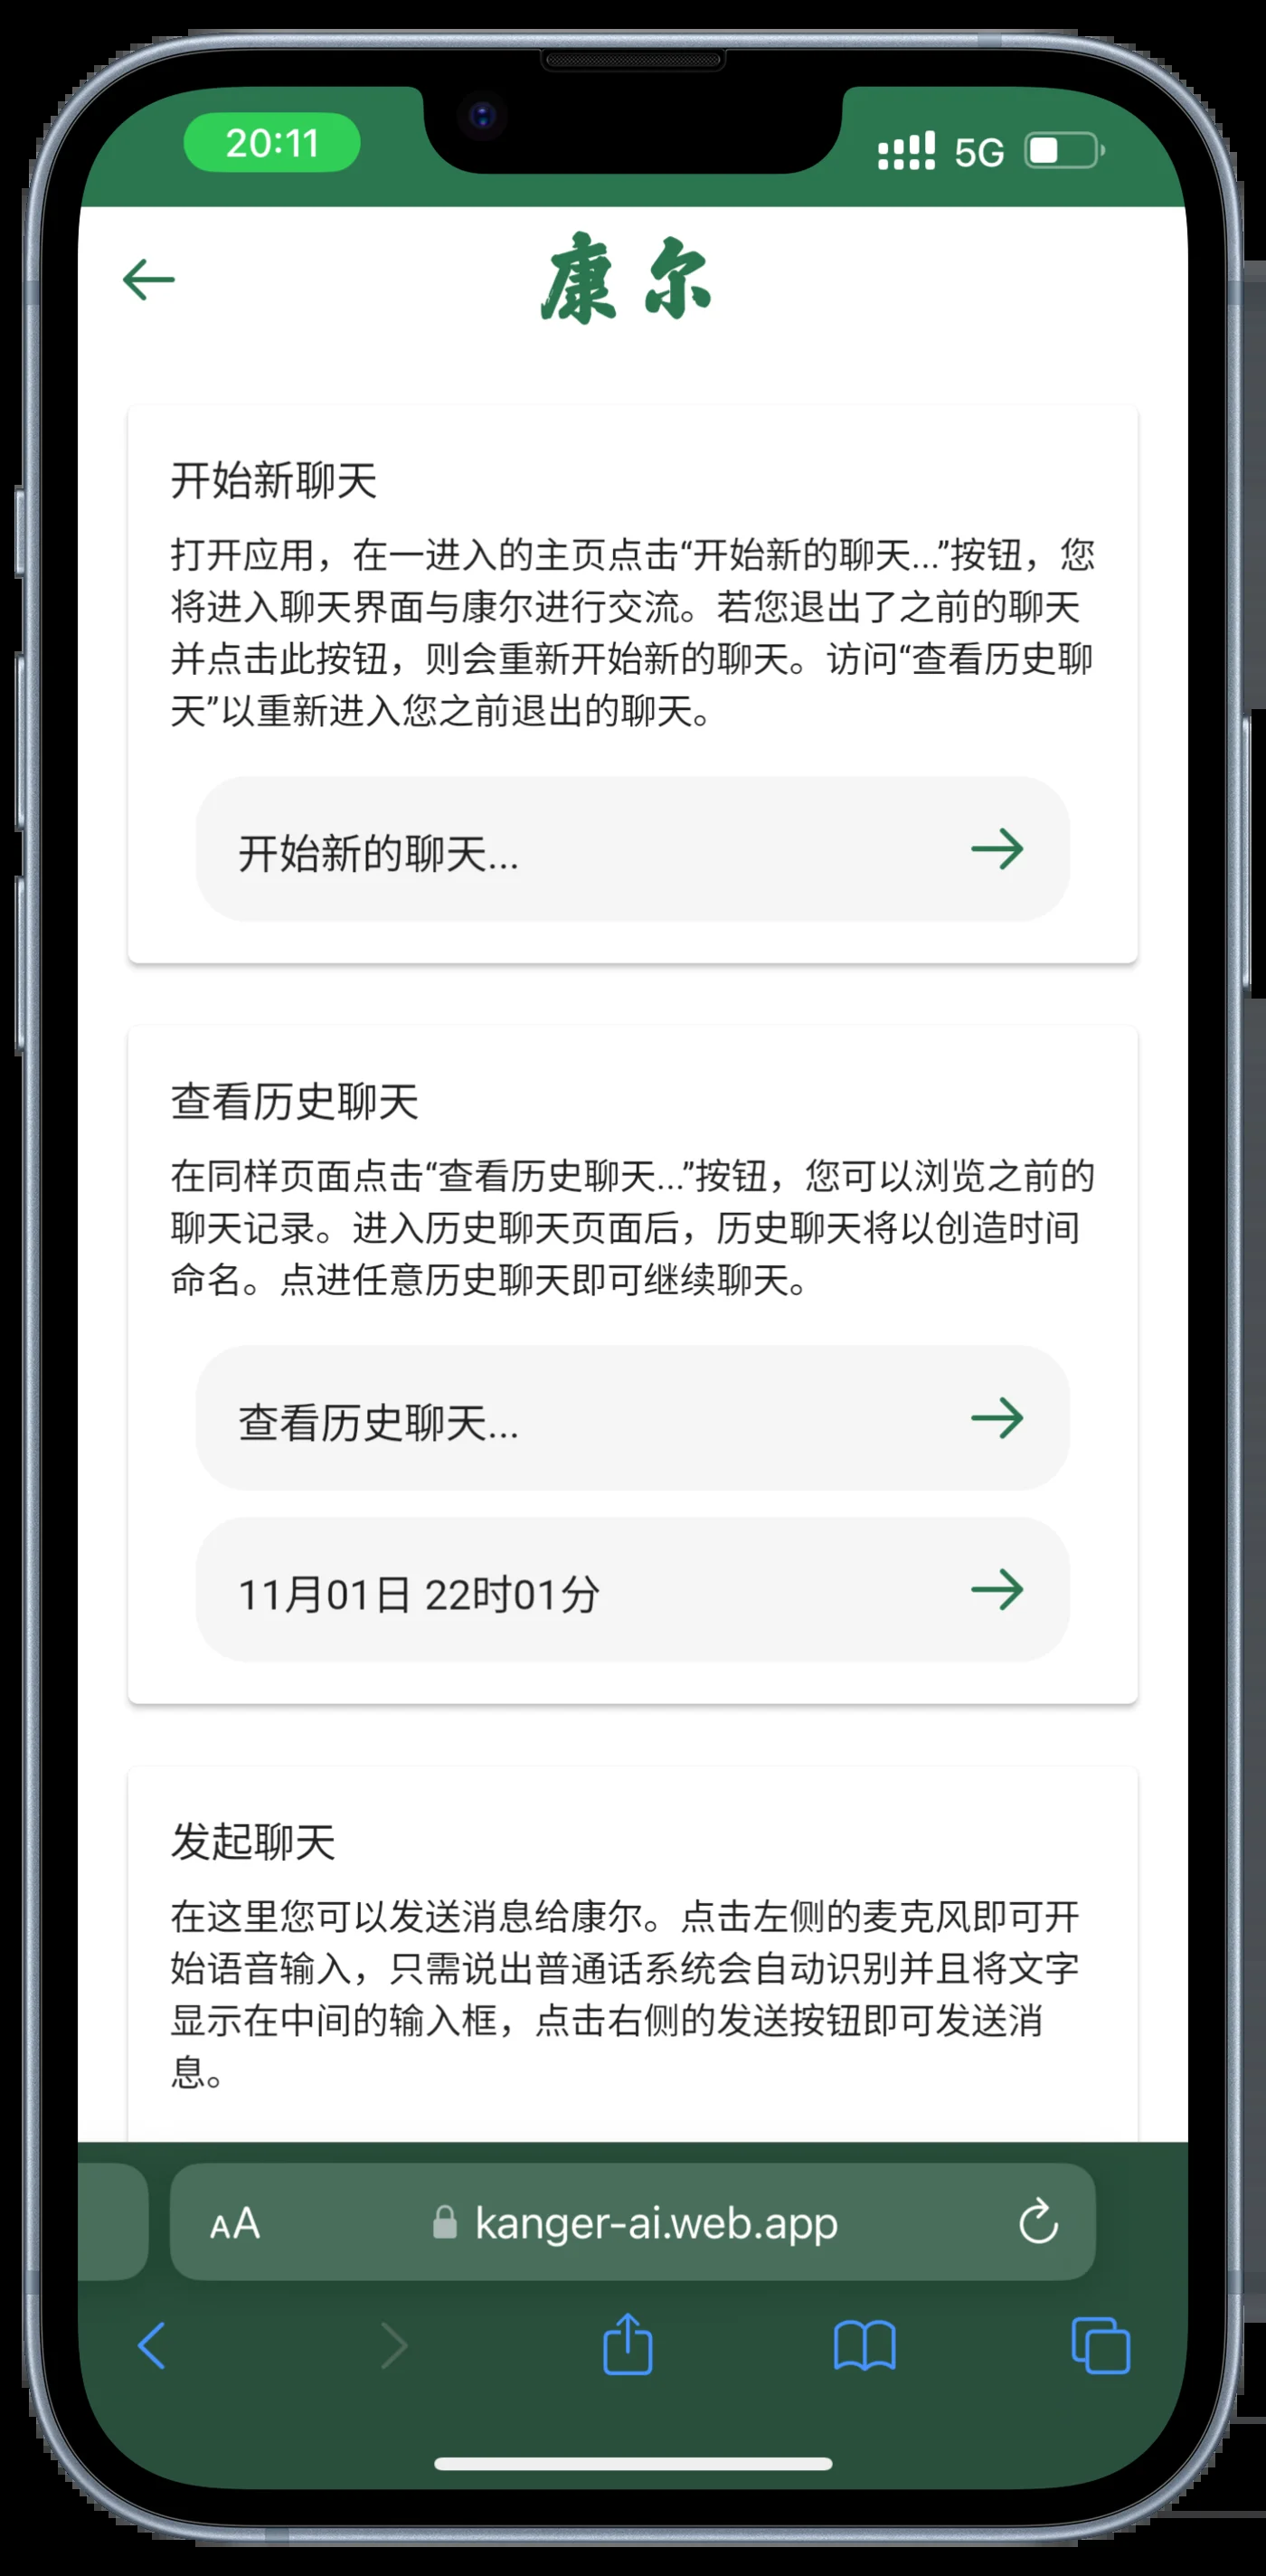 20:11
5G
康尔
开始新聊天
打开应用，在一进入的主页点击“开始新的聊天...”按钮，您
将进入聊天界面与康尔进行交流。若您退出了之前的聊天
并点击此按钮，则会重新开始新的聊天。访问“查看历史聊
天”以重新进入您之前退出的聊天。
开始新的聊天...
查看历史聊天
在同样页面点击“查看历史聊天...”按钮，您可以浏览之前的
聊天记录。进入历史聊天页面后，历史聊天将以创造时间
命名。点进任意历史聊天即可继续聊天。
查看历史聊天...
11月01日 22时01分
发起聊天
在这里您可以发送消息给康尔。点击左侧的麦克风即可开
始语音输入，只需说出普通话系统会自动识别并且将文字
显示在中间的输入框，点击右侧的发送按钮即可发送消
息。
AA
kanger-ai.web.app